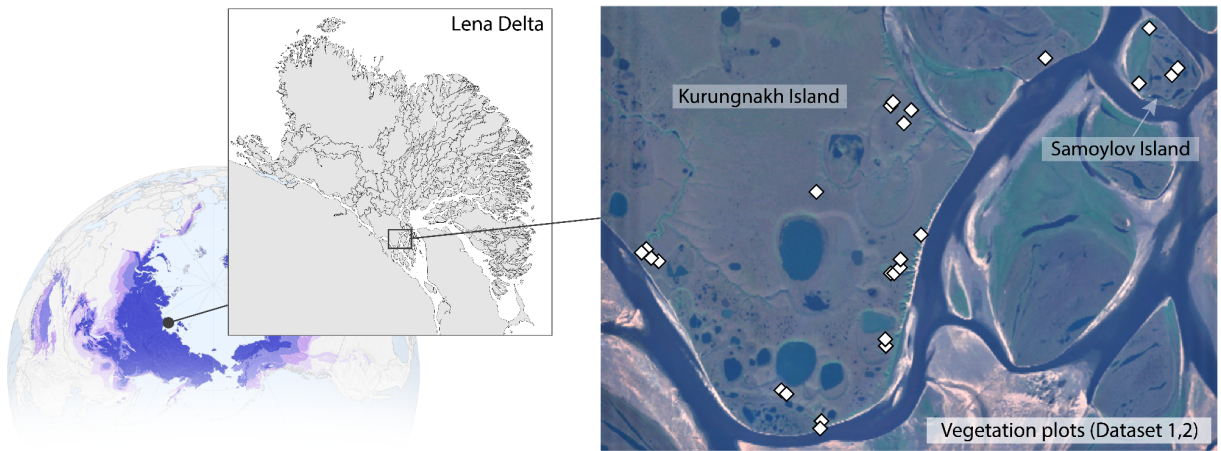 Lena Delta
Kurungnakh Island
Samoylov Island
Vegetation plots (Dataset 1,2)